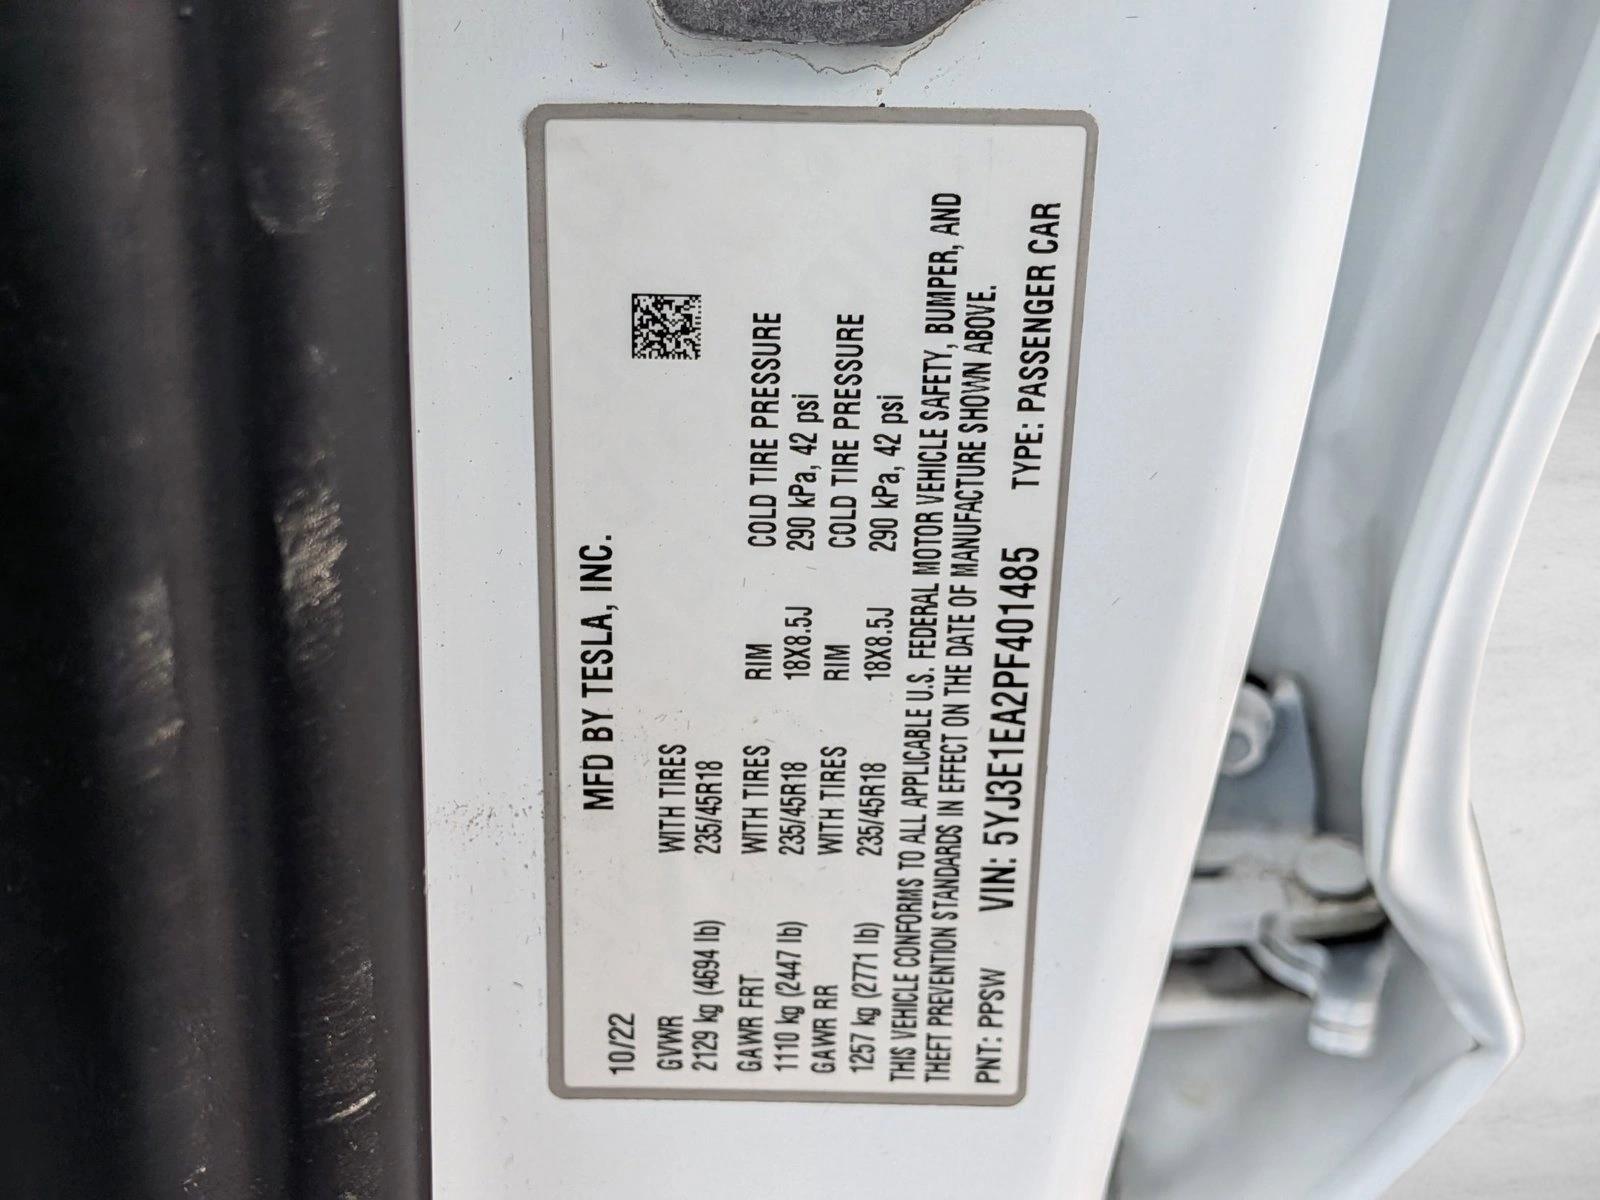 MFD BY TESLA, INC.
10/22
GVWR WITH TIRES
2129 kg (4694 lb) 235/45R18
GAWR FRT WITH TIRES RIM COLD TIRE PRESSURE
1110 kg (2447 lb) 235/45R18 18X8.5J 290 kPa, 42 psi
GAWR RR WITH TIRES RIM COLD TIRE PRESSURE
1257 kg (2771 lb) 235/45R18 18X8.5J 290 kPa, 42 psi
THIS VEHICLE CONFORMS TO ALL APPLICABLE U.S. FEDERAL MOTOR VEHICLE SAFETY, BUMPER, AND
THEFT PREVENTION STANDARDS IN EFFECT ON THE DATE OF MANUFACTURE SHOWN ABOVE.
PNT: PPSW VIN: 5YJ3E1EA2PF401485 TYPE: PASSENGER CAR